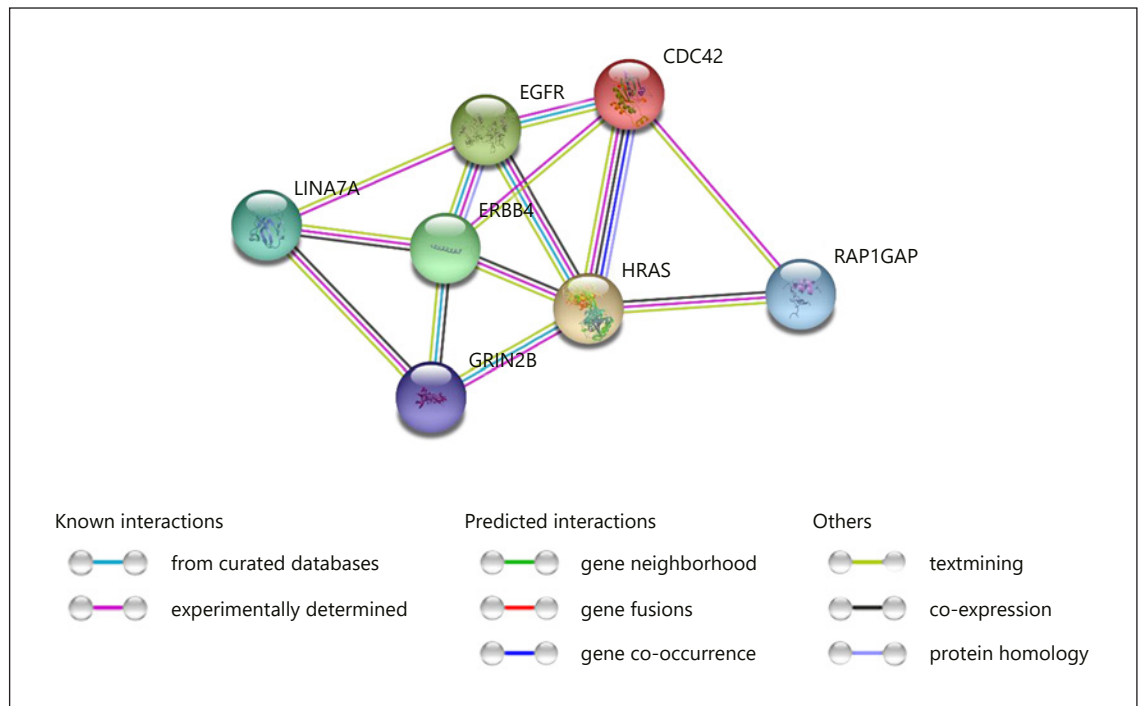 CDC42
EGFR
LINA7A
ERBB4
HRAS
RAP1GAP
GRIN2B
Known interactions
from curated databases
experimentally determined
Predicted interactions
gene neighborhood
gene fusions
gene co-occurrence
Others
textmining
co-expression
protein homology